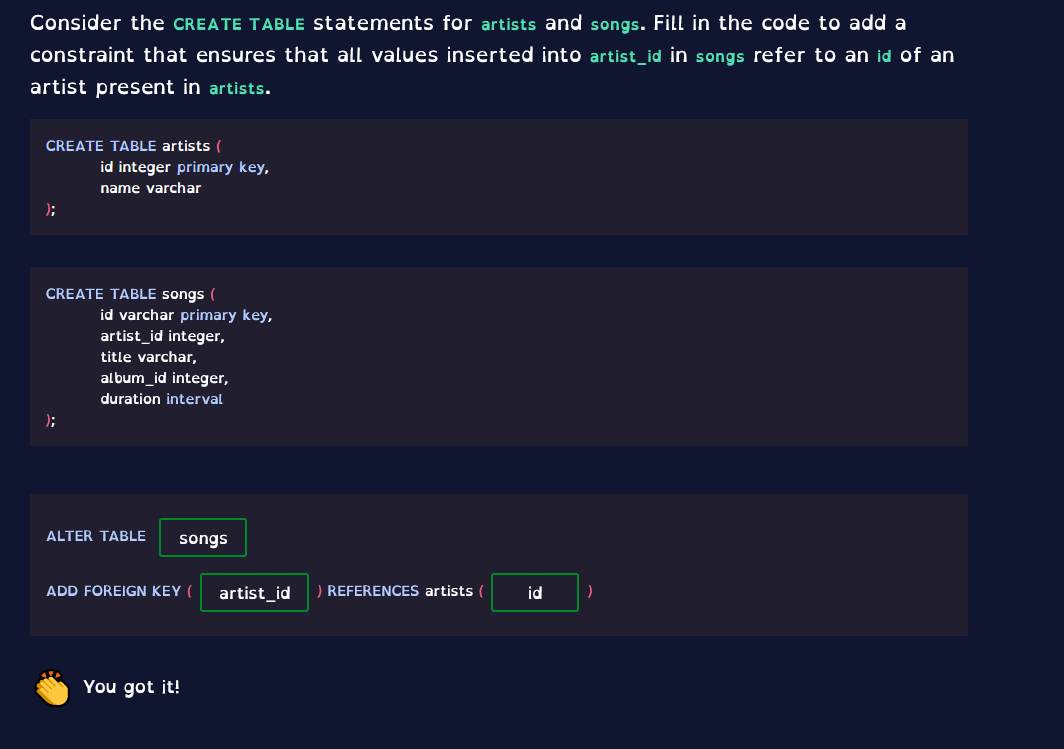 Consider the CREATE TABLE statements for artists and songs. Fill in the code to add a
constraint that ensures that all values inserted into artist_id in songs refer to an id of an
artist present in artists.
CREATE TABLE artists (
id integer primary key,
name varchar
);
CREATE TABLE songs (
id varchar primary key,
artist_id integer,
title varchar,
album_id integer,
duration interval
);
ALTER TABLE songs
ADD FOREIGN KEY ( artist_id ) REFERENCES artists ( id )
You got it!